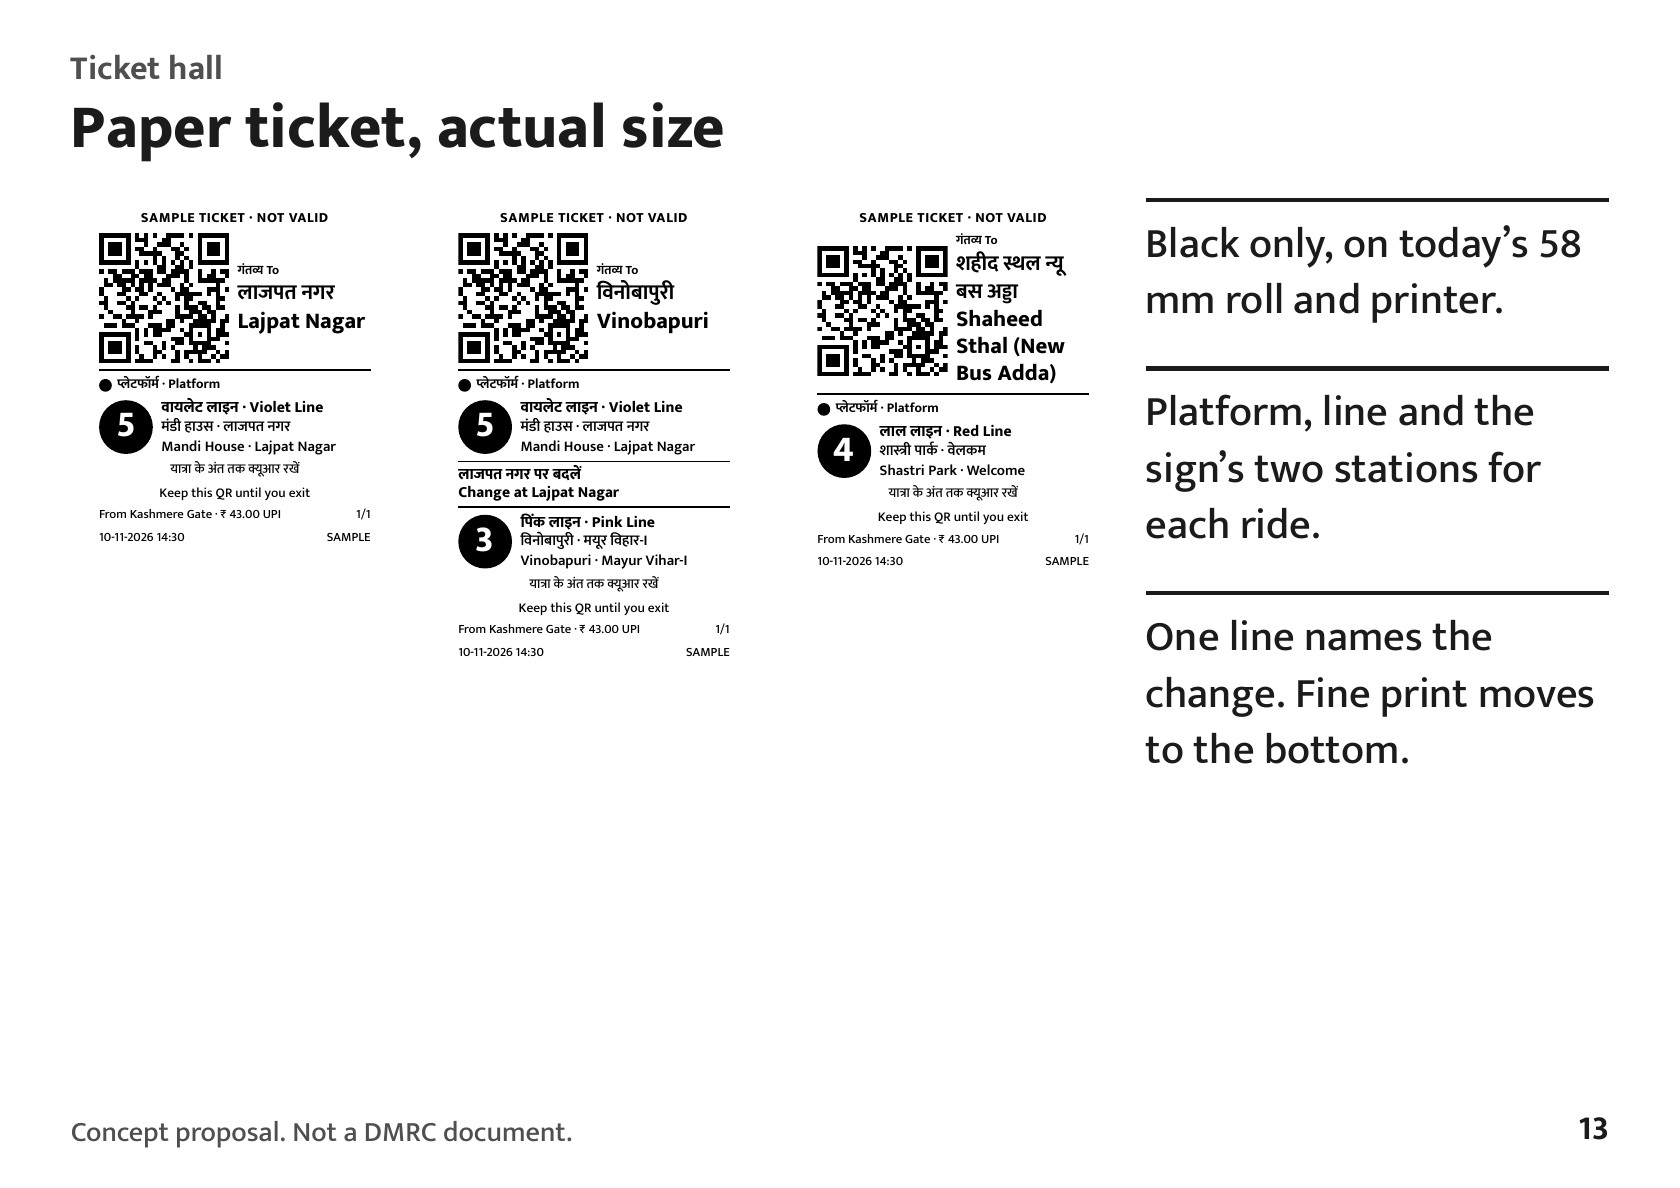 Ticket hall
Paper ticket, actual size
SAMPLE TICKET · NOT VALID
गंतव्य To
लाजपत नगर
Lajpat Nagar
प्लेटफॉर्म · Platform
5
वायलेट लाइन · Violet Line
मंडी हाउस · लाजपत नगर
Mandi House · Lajpat Nagar
यात्रा के अंत तक क्यूआर रखें
Keep this QR until you exit
From Kashmere Gate · ₹ 43.00 UPI 1/1
10-11-2026 14:30 SAMPLE
SAMPLE TICKET · NOT VALID
गंतव्य To
विनोबापुरी
Vinobapuri
प्लेटफॉर्म · Platform
5
वायलेट लाइन · Violet Line
मंडी हाउस · लाजपत नगर
Mandi House · Lajpat Nagar
लाजपत नगर पर बदलें
Change at Lajpat Nagar
3
पिंक लाइन · Pink Line
विनोबापुरी · मयूर विहार-I
Vinobapuri · Mayur Vihar-I
यात्रा के अंत तक क्यूआर रखें
Keep this QR until you exit
From Kashmere Gate · ₹ 43.00 UPI 1/1
10-11-2026 14:30 SAMPLE
SAMPLE TICKET · NOT VALID
गंतव्य To
शहीद स्थल न्यू
बस अड्डा
Shaheed
Sthal (New
Bus Adda)
प्लेटफॉर्म · Platform
4
लाल लाइन · Red Line
शास्त्री पार्क · वेलकम
Shastri Park · Welcome
यात्रा के अंत तक क्यूआर रखें
Keep this QR until you exit
From Kashmere Gate · ₹ 43.00 UPI 1/1
10-11-2026 14:30 SAMPLE
Black only, on today’s 58
mm roll and printer.
Platform, line and the
sign’s two stations for
each ride.
One line names the
change. Fine print moves
to the bottom.
Concept proposal. Not a DMRC document.
13